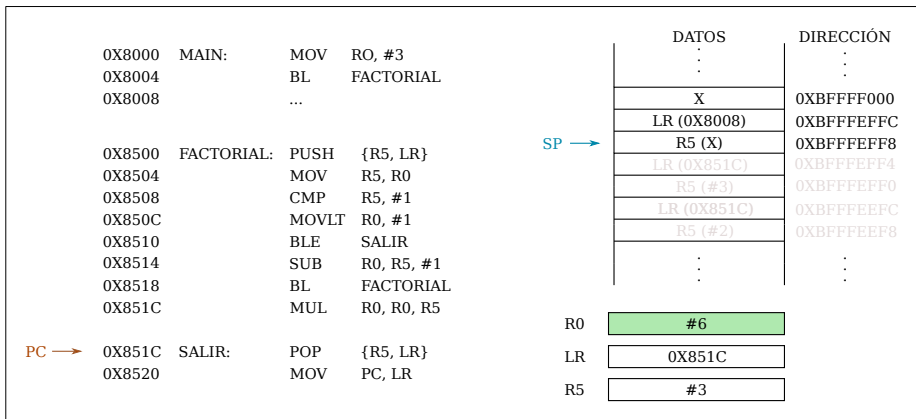 0X8000 MAIN: MOV RO, #3
0X8004 BL FACTORIAL
0X8008 ...
0X8500 FACTORIAL: PUSH {R5, LR}
0X8504 MOV R5, R0
0X8508 CMP R5, #1
0X850C MOVLT R0, #1
0X8510 BLE SALIR
0X8514 SUB R0, R5, #1
0X8518 BL FACTORIAL
0X851C MUL R0, R0, R5
PC
0X851C SALIR: POP {R5, LR}
0X8520 MOV PC, LR
DATOS DIRECCIÓN
X 0XBFFFF000
LR (0X8008) 0XBFFFEFFC
SP
R5 (X) 0XBFFFEFF8
LR (0X851C) 0XBFFFEFF4
R5 (#3) 0XBFFFEFF0
LR (0X851C) 0XBFFFEEFC
R5 (#2) 0XBFFFEEF8
R0 #6
LR 0X851C
R5 #3